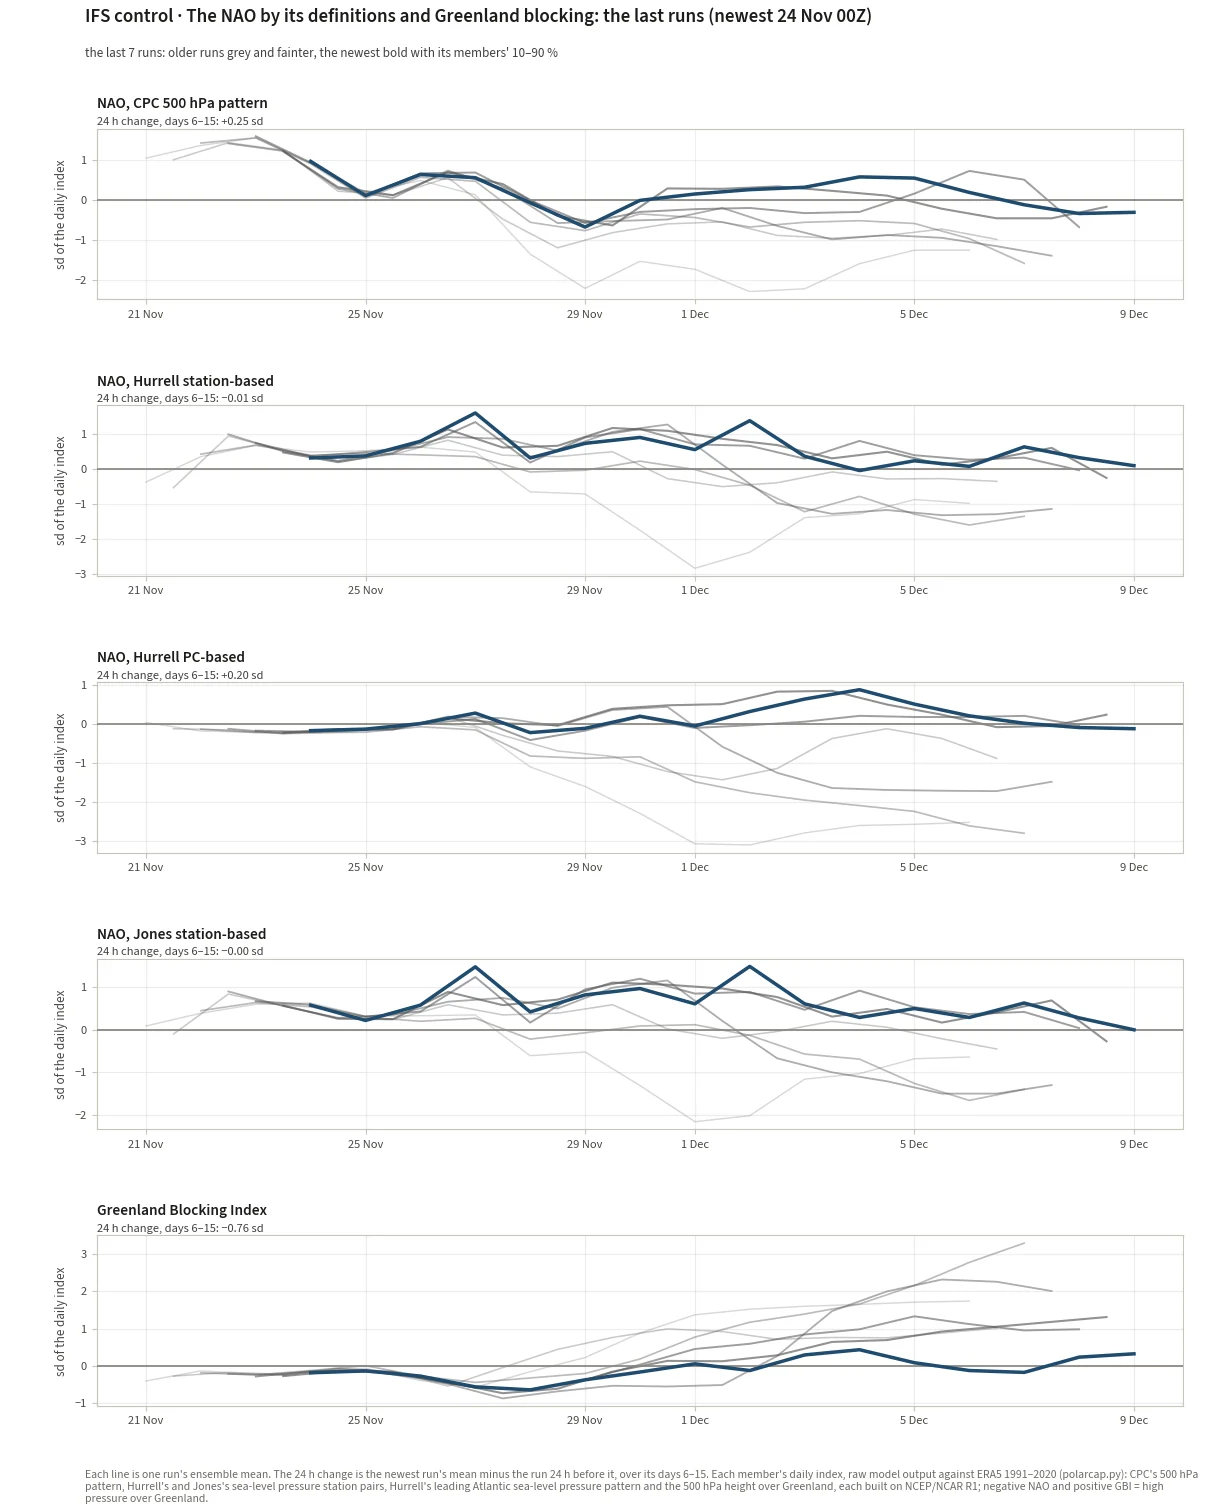 IFS control · The NAO by its definitions and Greenland blocking: the last runs (newest 24 Nov 00Z)
the last 7 runs: older runs grey and fainter, the newest bold with its members' 10–90 %
NAO, CPC 500 hPa pattern
24 h change, days 6–15: +0.25 sd
sd of the daily index
1
0
−1
−2
21 Nov
25 Nov
29 Nov
1 Dec
5 Dec
9 Dec
NAO, Hurrell station-based
24 h change, days 6–15: −0.01 sd
sd of the daily index
1
0
−1
−2
−3
21 Nov
25 Nov
29 Nov
1 Dec
5 Dec
9 Dec
NAO, Hurrell PC-based
24 h change, days 6–15: +0.20 sd
sd of the daily index
1
0
−1
−2
−3
21 Nov
25 Nov
29 Nov
1 Dec
5 Dec
9 Dec
NAO, Jones station-based
24 h change, days 6–15: −0.00 sd
sd of the daily index
1
0
−1
−2
21 Nov
25 Nov
29 Nov
1 Dec
5 Dec
9 Dec
Greenland Blocking Index
24 h change, days 6–15: −0.76 sd
sd of the daily index
3
2
1
0
−1
21 Nov
25 Nov
29 Nov
1 Dec
5 Dec
9 Dec
Each line is one run's ensemble mean. The 24 h change is the newest run's mean minus the run 24 h before it, over its days 6–15. Each member's daily index, raw model output against ERA5 1991–2020 (polarcap.py): CPC's 500 hPa
pattern, Hurrell's and Jones's sea-level pressure station pairs, Hurrell's leading Atlantic sea-level pressure pattern and the 500 hPa height over Greenland, each built on NCEP/NCAR R1; negative NAO and positive GBI = high
pressure over Greenland.